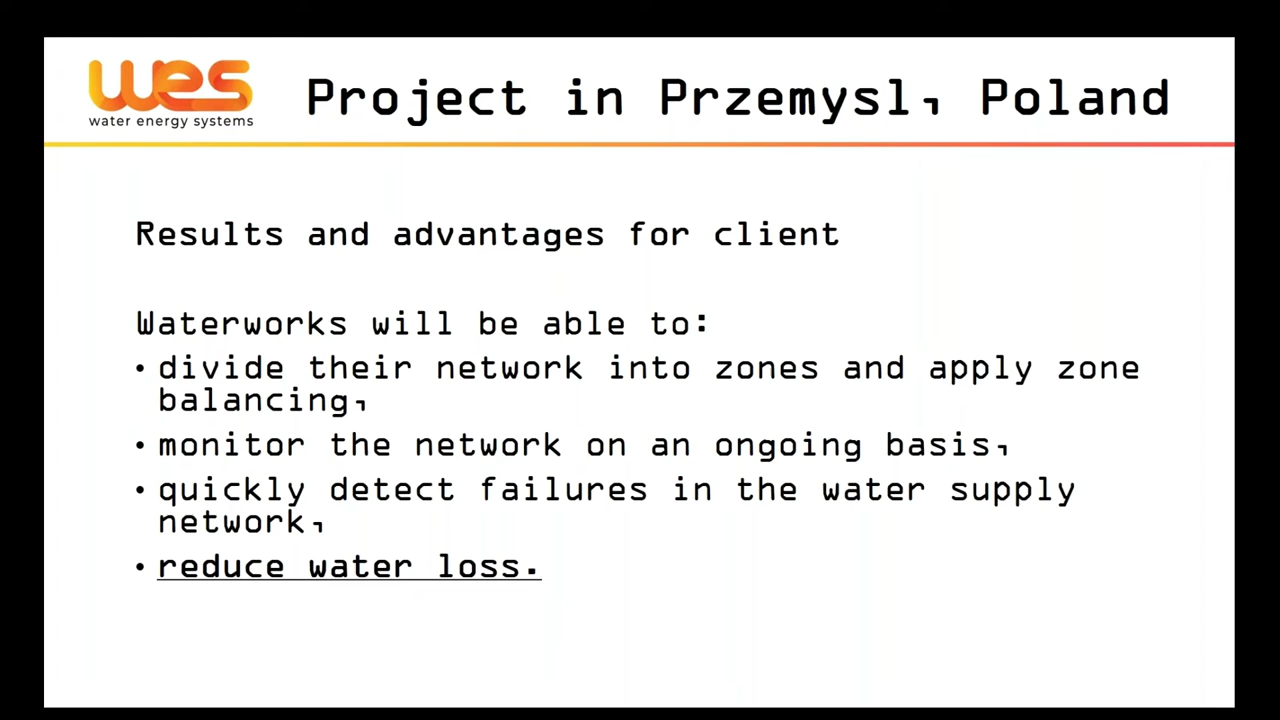 wes
water energy systems
Project in Przemysl, Poland
Results and advantages for client
Waterworks will be able to:
• divide their network into zones and apply zone
balancing,
• monitor the network on an ongoing basis,
• quickly detect failures in the water supply
network,
• reduce water loss.